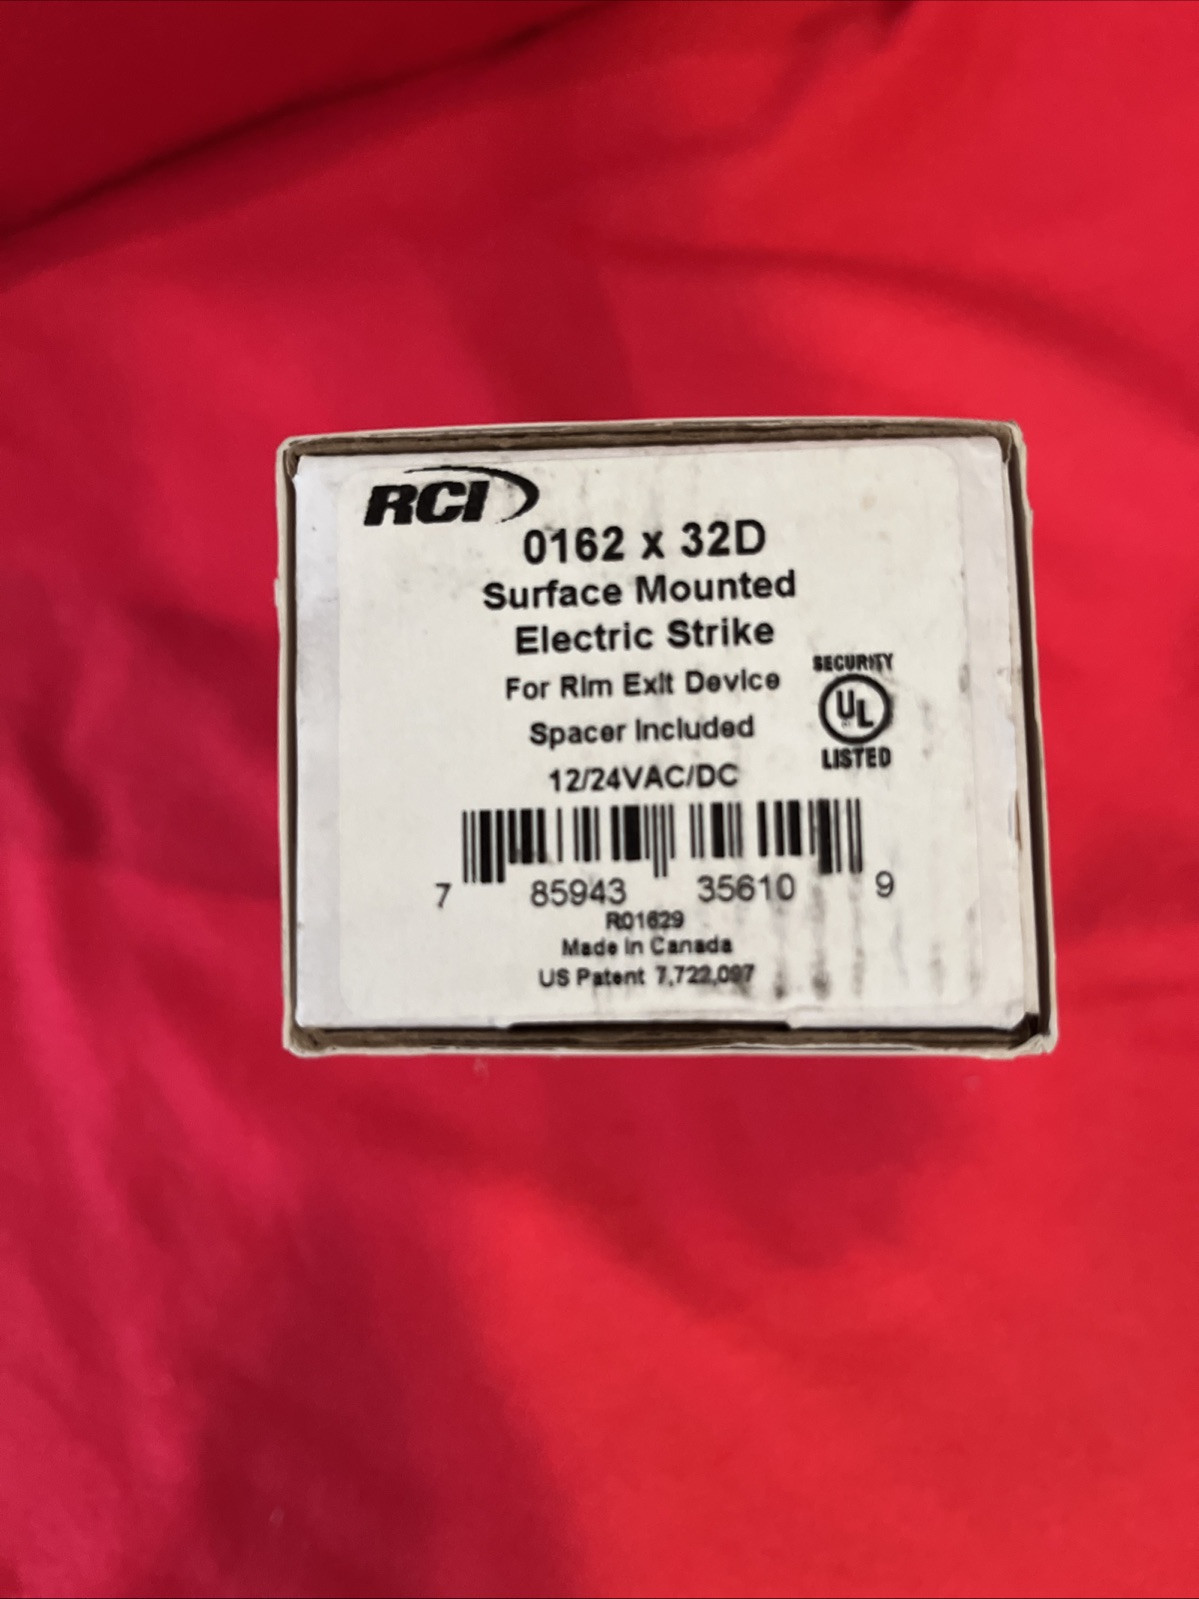 RCI
0162 x 32D
Surface Mounted
Electric Strike
For Rim Exit Device
Spacer Included
12/24VAC/DC
SECURITY
UL
LISTED
7 85943 35610 9
R01629
Made in Canada
US Patent 7,722,097